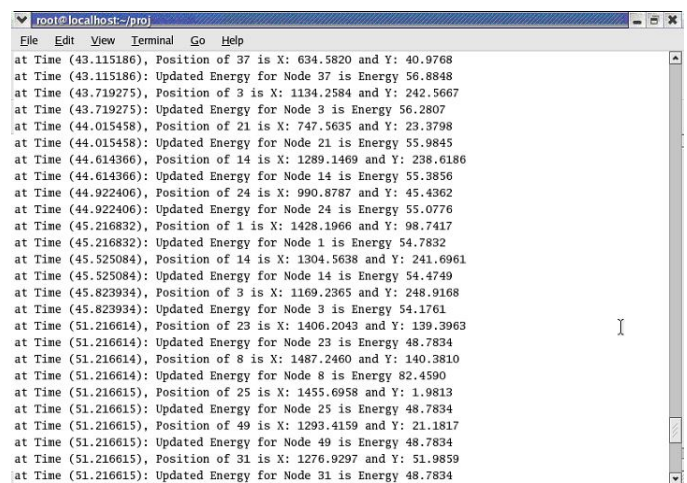 root@localhost:~/proj
File Edit View Terminal Go Help
at Time (43.115186), Position of 37 is X: 634.5820 and Y: 40.9768
at Time (43.115186): Updated Energy for Node 37 is Energy 56.8848
at Time (43.719275), Position of 3 is X: 1134.2584 and Y: 242.5667
at Time (43.719275): Updated Energy for Node 3 is Energy 56.2807
at Time (44.015458), Position of 21 is X: 747.5635 and Y: 23.3798
at Time (44.015458): Updated Energy for Node 21 is Energy 55.9845
at Time (44.614366), Position of 14 is X: 1289.1469 and Y: 238.6186
at Time (44.614366): Updated Energy for Node 14 is Energy 55.3856
at Time (44.922406), Position of 24 is X: 990.8787 and Y: 45.4362
at Time (44.922406): Updated Energy for Node 24 is Energy 55.0776
at Time (45.216832), Position of 1 is X: 1428.1966 and Y: 98.7417
at Time (45.216832): Updated Energy for Node 1 is Energy 54.7832
at Time (45.525084), Position of 14 is X: 1304.5638 and Y: 241.6961
at Time (45.525084): Updated Energy for Node 14 is Energy 54.4749
at Time (45.823934), Position of 3 is X: 1169.2365 and Y: 248.9168
at Time (45.823934): Updated Energy for Node 3 is Energy 54.1761
at Time (51.216614), Position of 23 is X: 1406.2043 and Y: 139.3963
at Time (51.216614): Updated Energy for Node 23 is Energy 48.7834
at Time (51.216614), Position of 8 is X: 1487.2460 and Y: 140.3810
at Time (51.216614): Updated Energy for Node 8 is Energy 82.4590
at Time (51.216615), Position of 25 is X: 1455.6958 and Y: 1.9813
at Time (51.216615): Updated Energy for Node 25 is Energy 48.7834
at Time (51.216615), Position of 49 is X: 1293.4159 and Y: 21.1817
at Time (51.216615): Updated Energy for Node 49 is Energy 48.7834
at Time (51.216615), Position of 31 is X: 1276.9297 and Y: 51.9859
at Time (51.216615): Updated Energy for Node 31 is Energy 48.7834